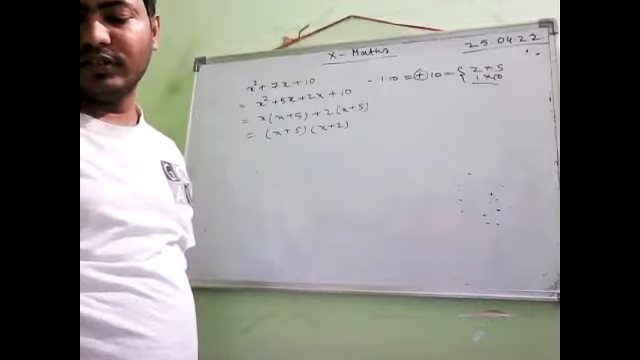 X - Maths
25.04.22
x² + 7x + 10
= x² + 5x + 2x + 10
= x(x+5) + 2(x+5)
= (x+5)(x+2)
1·10 = + 10 = { 2 × 5
1 × 10